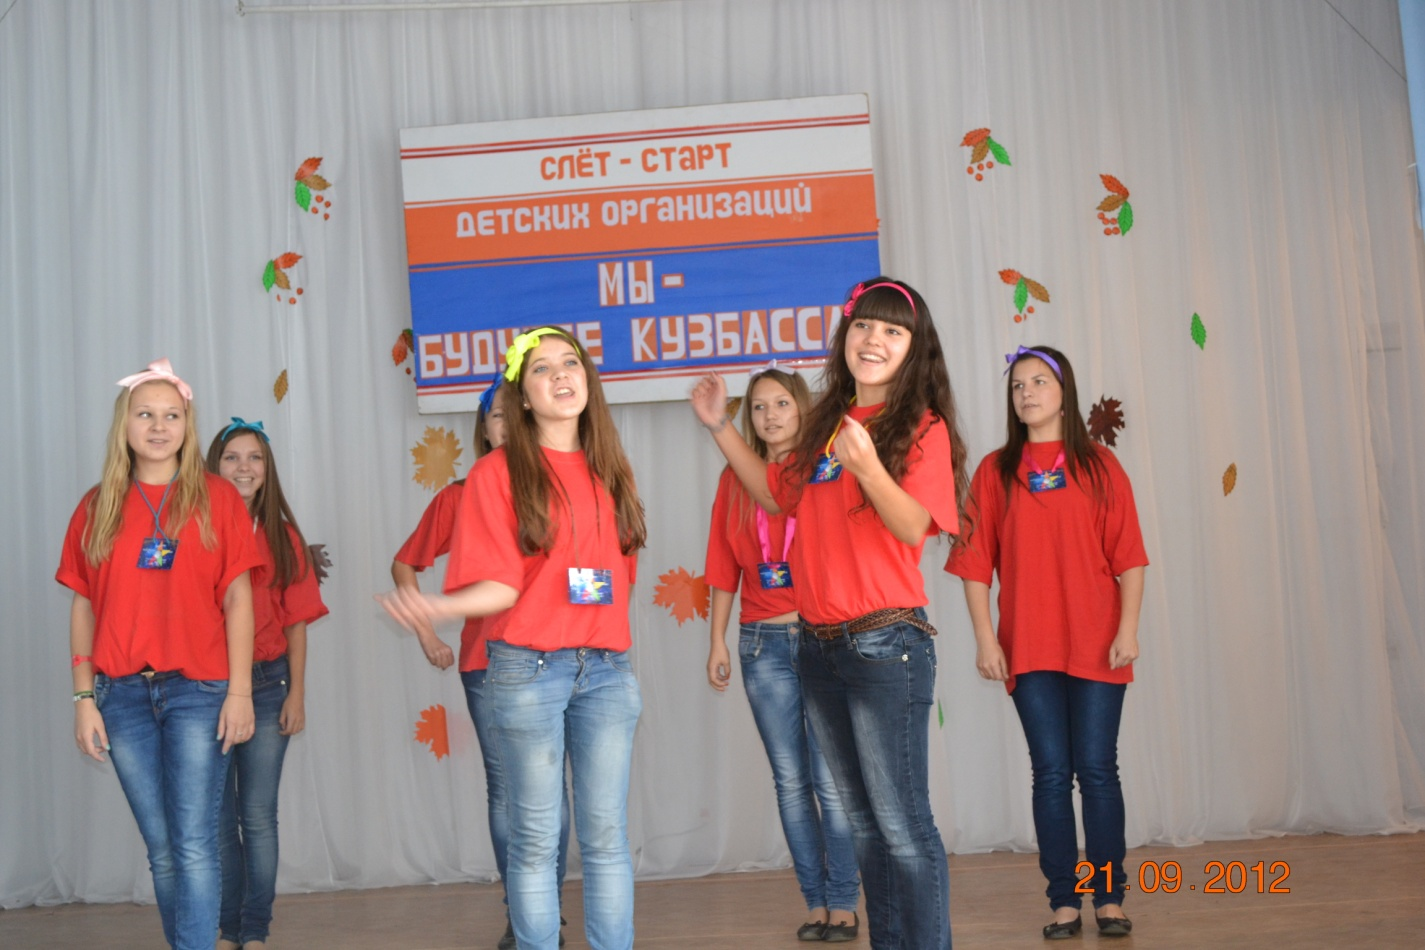 СЛЁТ - СТАРТ
ДЕТСКИХ ОРГАНИЗАЦИЙ
МЫ -
КУЗБАССА
21.09.2012